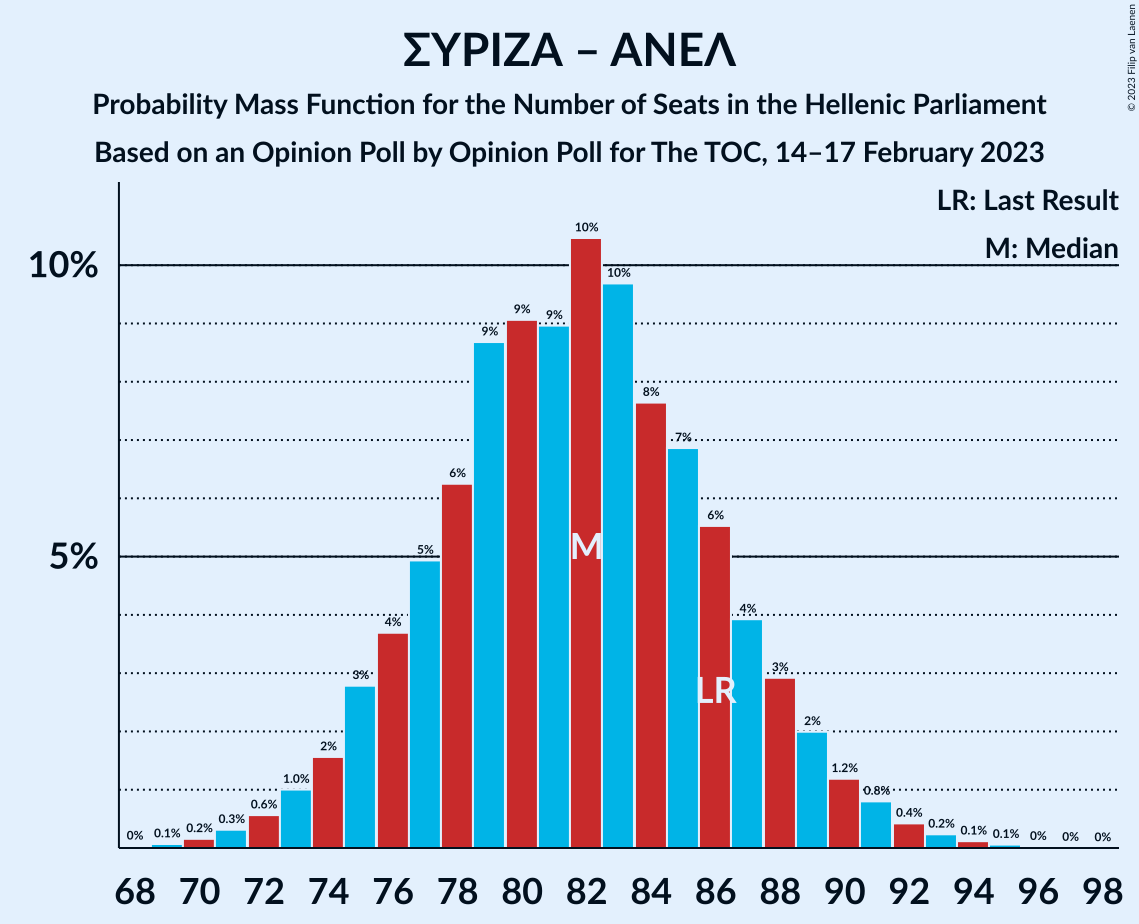 ΣΥΡΙΖΑ – ΑΝΕΛ
Probability Mass Function for the Number of Seats in the Hellenic Parliament
Based on an Opinion Poll by Opinion Poll for The TOC, 14–17 February 2023
© 2023 Filip van Laenen
LR: Last Result
M: Median
10%
5%
0% 0.1% 0.2% 0.3% 0.6% 1.0% 2% 3% 4% 5% 6% 9% 9% 9% 10% 10% 8% 7% 6% 4% 3% 2% 1.2% 0.8% 0.4% 0.2% 0.1% 0.1% 0% 0% 0%
M
LR
68 70 72 74 76 78 80 82 84 86 88 90 92 94 96 98